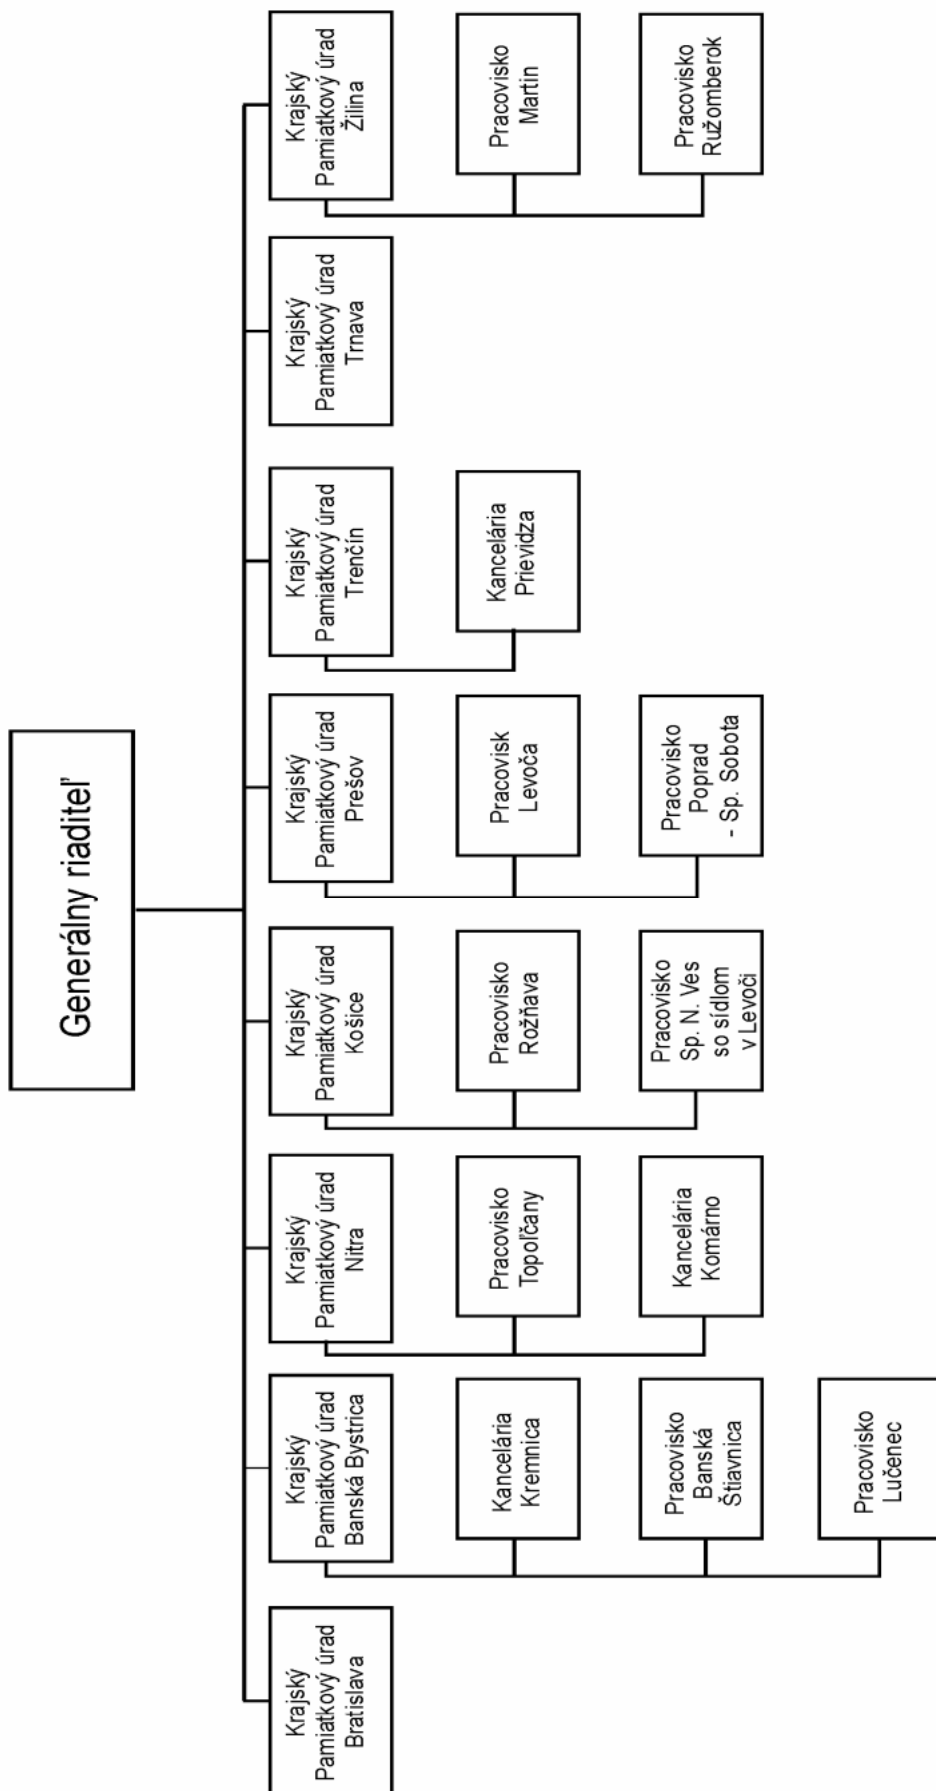 Generálny riaditeľ
Krajský
Pamiatkový úrad
Bratislava
Krajský
Pamiatkový úrad
Banská Bystrica
Kancelária
Kremnica
Pracovisko
Banská
Štiavnica
Pracovisko
Lučenec
Krajský
Pamiatkový úrad
Nitra
Pracovisko
Topoľčany
Kancelária
Komárno
Krajský
Pamiatkový úrad
Košice
Pracovisko
Rožňava
Pracovisko
Sp. N. Ves
so sídlom
v Levoči
Krajský
Pamiatkový úrad
Prešov
Pracovisk
Levoča
Pracovisko
Poprad
- Sp. Sobota
Krajský
Pamiatkový úrad
Trenčín
Kancelária
Prievidza
Krajský
Pamiatkový úrad
Trnava
Krajský
Pamiatkový úrad
Žilina
Pracovisko
Martin
Pracovisko
Ružomberok